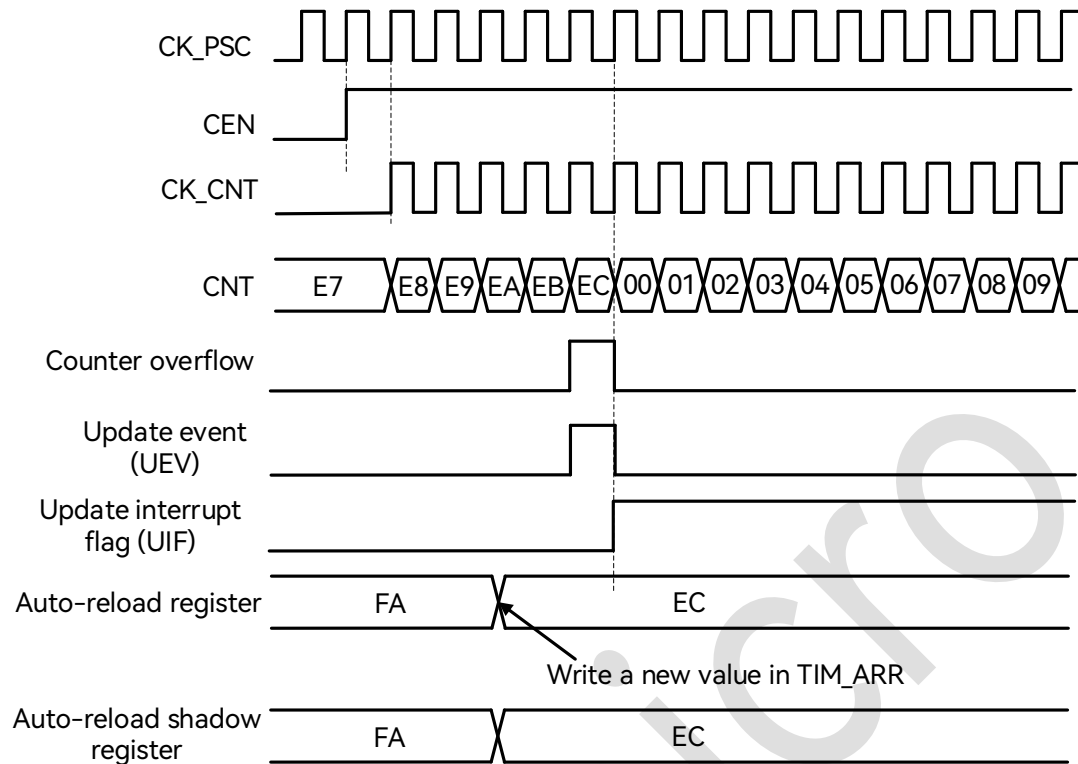 CK_PSC
CEN
CK_CNT
CNT
E7 E8 E9 EA EB EC 00 01 02 03 04 05 06 07 08 09
Counter overflow
Update event
(UEV)
Update interrupt
flag (UIF)
Auto-reload register
FA EC
Write a new value in TIM_ARR
Auto-reload shadow
register
FA EC
icro